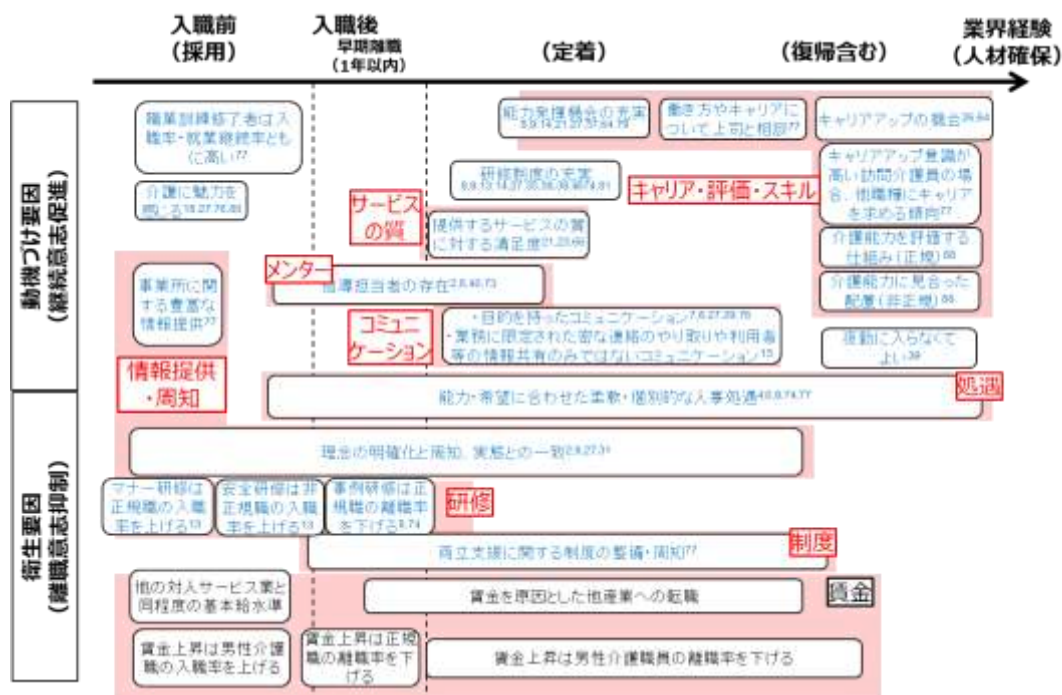 入職前
(採用)
入職後
早期離職
(1年以内)
(定着)
(復帰含む)
業界経験
(人材確保)
動機づけ要因
(継続意志促進)
職業訓練修了者は入
職率・就業継続率とも
に高い77
能力発揮機会の充実
働き方やキャリアに
ついて上司と相談77
キャリアアップの機会
介護に魅力を
感じる
研修制度の充実
キャリア・評価・スキル
キャリアアップ意識が
高い訪問介護員の場
合、他職種にキャリア
を求める傾向77
サービス
の質
提供するサービスの質
に対する満足度
介護能力を評価する
仕組み(正規)
介護能力に見合った
配置(非正規)
メンター
指導担当者の存在
事業所に関
する豊富な
情報提供77
コミュニ
ケーション
・目的を持ったコミュニケーション
・業務に限定された密な連絡のやり取りや利用者
等の情報共有のみではないコミュニケーション13
夜勤に入らなくて
よい39
情報提供
・周知
能力・希望に合わせた柔軟・個別的な人事処遇
処遇
衛生要因
(離職意志抑制)
理念の明確化と周知、実態との一致
マナー研修は
正規職の入職
率を上げる13
安全研修は非
正規職の入職
率を上げる13
事例研修は正
規職の離職率
を下げる
研修
両立支援に関する制度の整備・周知77
制度
他の対人サービス業と
同程度の基本給水準
賃金を原因とした他産業への転職
賃金
賃金上昇は男性介護
職の入職率を上げる
賃金上昇は正規
職の離職率を下
げる
賃金上昇は男性介護職員の離職率を下げる